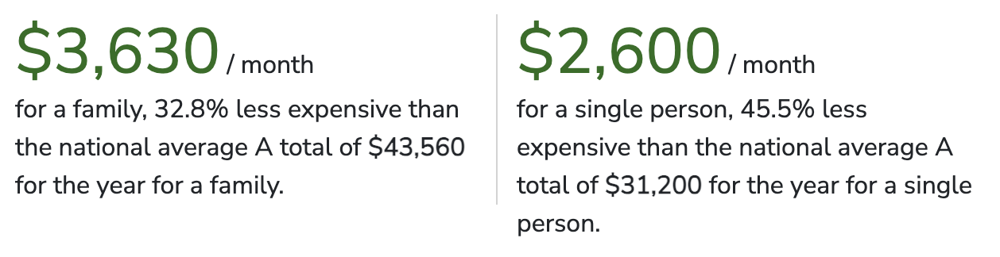 $3,630 / month
for a family, 32.8% less expensive than
the national average A total of $43,560
for the year for a family.
$2,600 / month
for a single person, 45.5% less
expensive than the national average A
total of $31,200 for the year for a single
person.